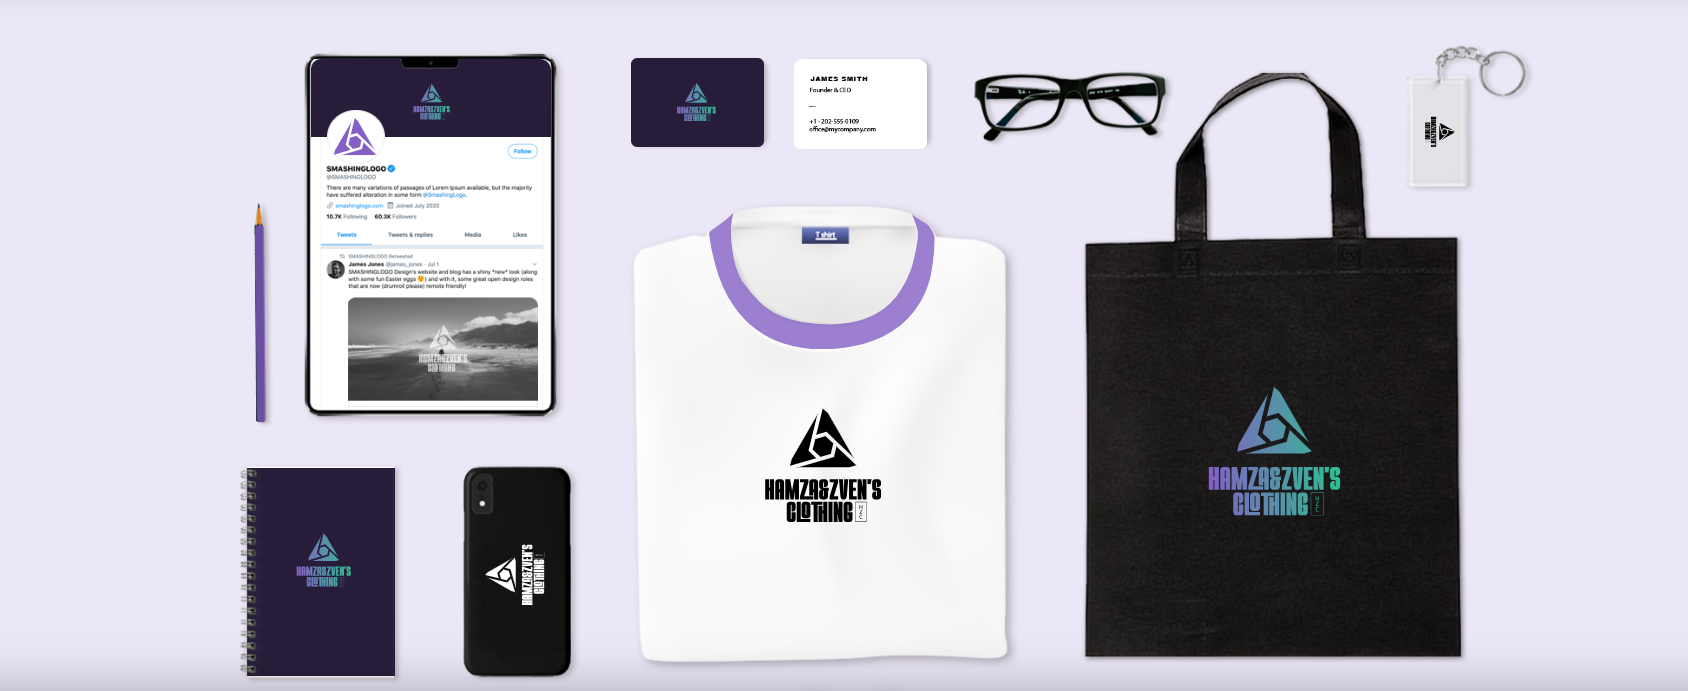 HAMZA&ZVEN'S
CLOTHING
Follow
SMASHINGLOGO
@SMASHINGLOGO
There are many variations of passages of Lorem Ipsum available, but the majority
have suffered alteration in some form @SmashingLogo.
smashinglogo.com Joined July 2020
10.7K Following 60.3K Followers
Tweets Tweets & replies Media Likes
SMASHINGLOGO Retweeted
James Jones @james_jones · Jul 1
SMASHINGLOGO Design's website and blog has a shiny *new* look (along
with some fun Easter eggs 😉) and with it, some great open design roles
that are now (drumroll please) remote friendly!
HAMZA&ZVEN'S
CLOTHING
HAMZA&ZVEN'S
CLOTHING
JAMES SMITH
Founder & CEO
---
+1 - 202-555-0109
office@mycompany.com
HAMZA&ZVEN'S
CLOTHING
T shirt
HAMZA&ZVEN'S
CLOTHING HZC
HAMZA&ZVEN'S
CLOTHING HZC
HAMZA&ZVEN'S
CLOTHING
HAMZA&ZVEN'S
CLOTHING